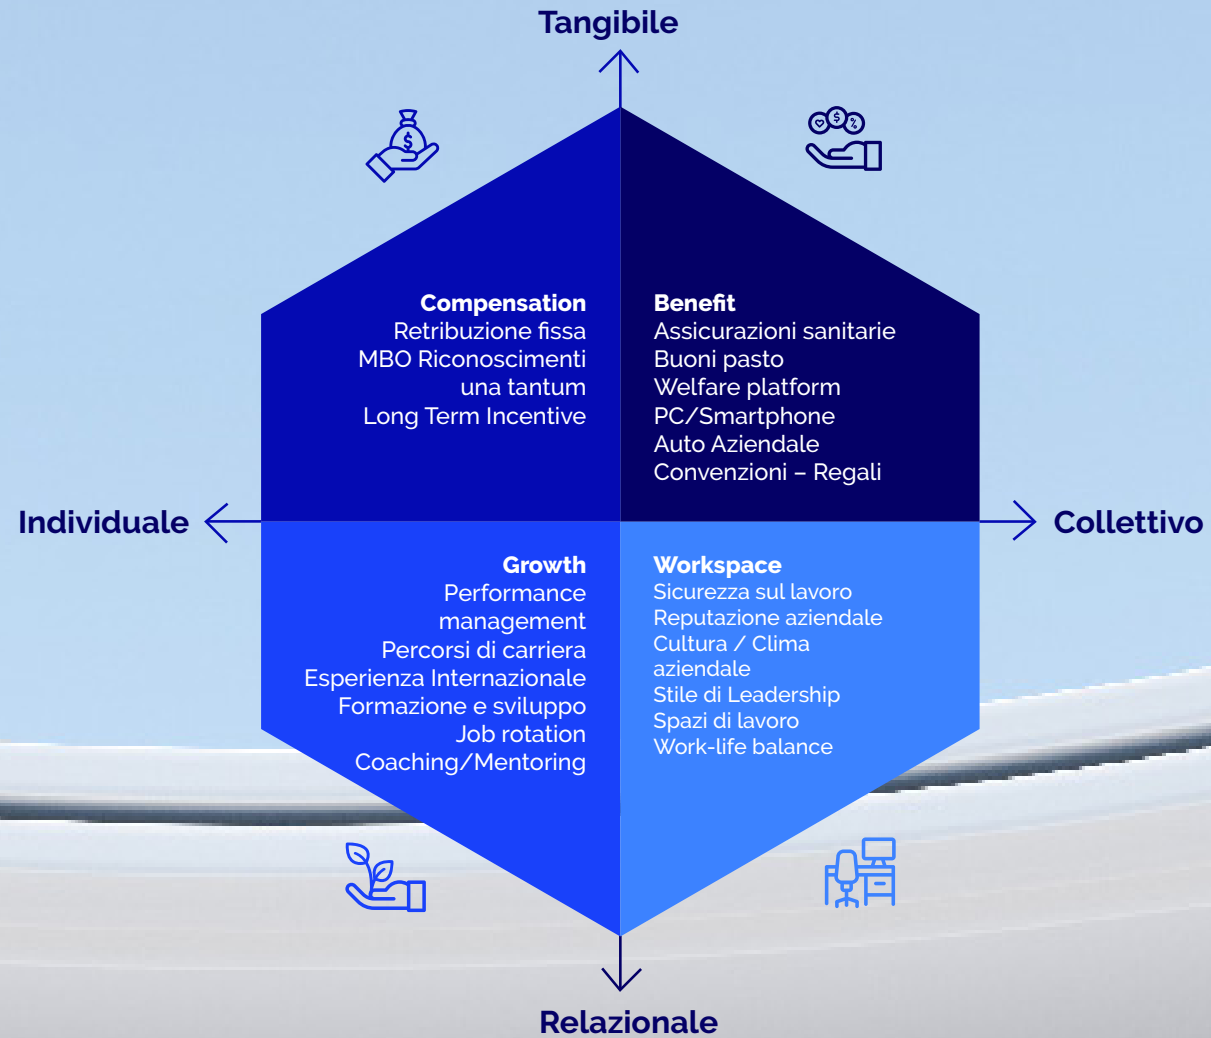 Tangibile
Compensation
Retribuzione fissa
MBO Riconoscimenti
una tantum
Long Term Incentive
Benefit
Assicurazioni sanitarie
Buoni pasto
Welfare platform
PC/Smartphone
Auto Aziendale
Convenzioni – Regali
Individuale
Collettivo
Growth
Performance
management
Percorsi di carriera
Esperienza Internazionale
Formazione e sviluppo
Job rotation
Coaching/Mentoring
Workspace
Sicurezza sul lavoro
Reputazione aziendale
Cultura / Clima
aziendale
Stile di Leadership
Spazi di lavoro
Work-life balance
Relazionale